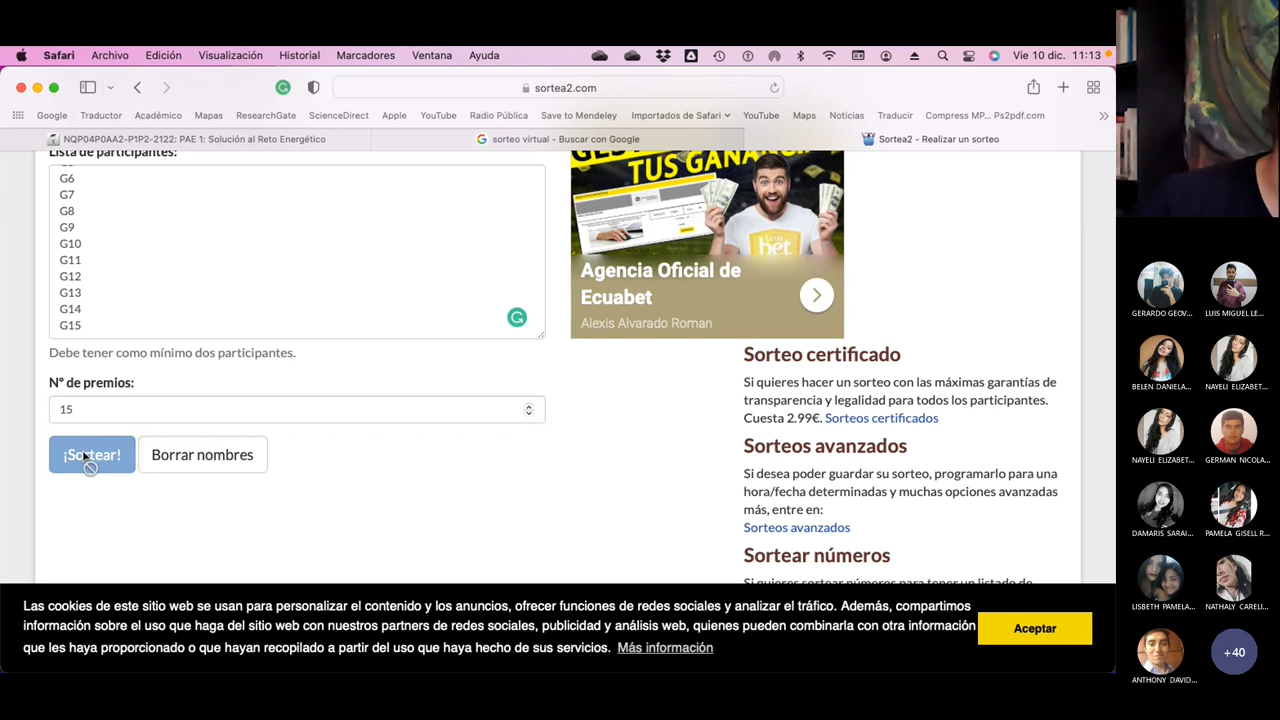 Safari Archivo Edición Visualización Historial Marcadores Ventana Ayuda Vie 10 dic. 11:13
sortea2.com
Google Traductor Académico Mapas ResearchGate ScienceDirect Apple YouTube Radio Pública Save to Mendeley Importados de Safari YouTube Maps Noticias Traducir Compress MP... Ps2pdf.com
NQP04P0AA2-P1P2-2122: PAE 1: Solución al Reto Energético
sorteo virtual - Buscar con Google
Sortea2 - Realizar un sorteo
Lista de participantes:
G6
G7
G8
G9
G10
G11
G12
G13
G14
G15
Debe tener como mínimo dos participantes.
Nº de premios:
15
¡Sortear! Borrar nombres
TUS GANANCI
bet
Agencia Oficial de
Ecuabet
Alexis Alvarado Roman
Sorteo certificado
Si quieres hacer un sorteo con las máximas garantías de
transparencia y legalidad para todos los participantes.
Cuesta 2.99€. Sorteos certificados
Sorteos avanzados
Si desea poder guardar su sorteo, programarlo para una
hora/fecha determinadas y muchas opciones avanzadas
más, entre en:
Sorteos avanzados
Sortear números
Si quieres sortear números para tener un listado de
Las cookies de este sitio web se usan para personalizar el contenido y los anuncios, ofrecer funciones de redes sociales y analizar el tráfico. Además, compartimos
información sobre el uso que haga del sitio web con nuestros partners de redes sociales, publicidad y análisis web, quienes pueden combinarla con otra información
que les haya proporcionado o que hayan recopilado a partir del uso que haya hecho de sus servicios. Más información
Aceptar
GERARDO GEOV... LUIS MIGUEL LE...
BELEN DANIELA... NAYELI ELIZABET...
NAYELI ELIZABET... GERMAN NICOLA...
DAMARIS SARAI... PAMELA GISELL R...
LISBETH PAMELA... NATHALY CARELI...
ANTHONY DAVID...
+40